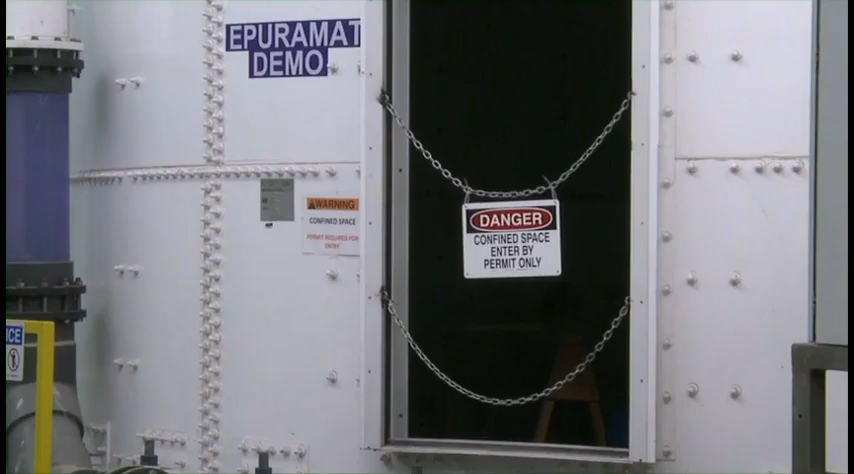 EPURAMAT
DEMO
WARNING
CONFINED SPACE
PERMIT REQUIRED FOR
ENTRY
DANGER
CONFINED SPACE
ENTER BY
PERMIT ONLY
ICE